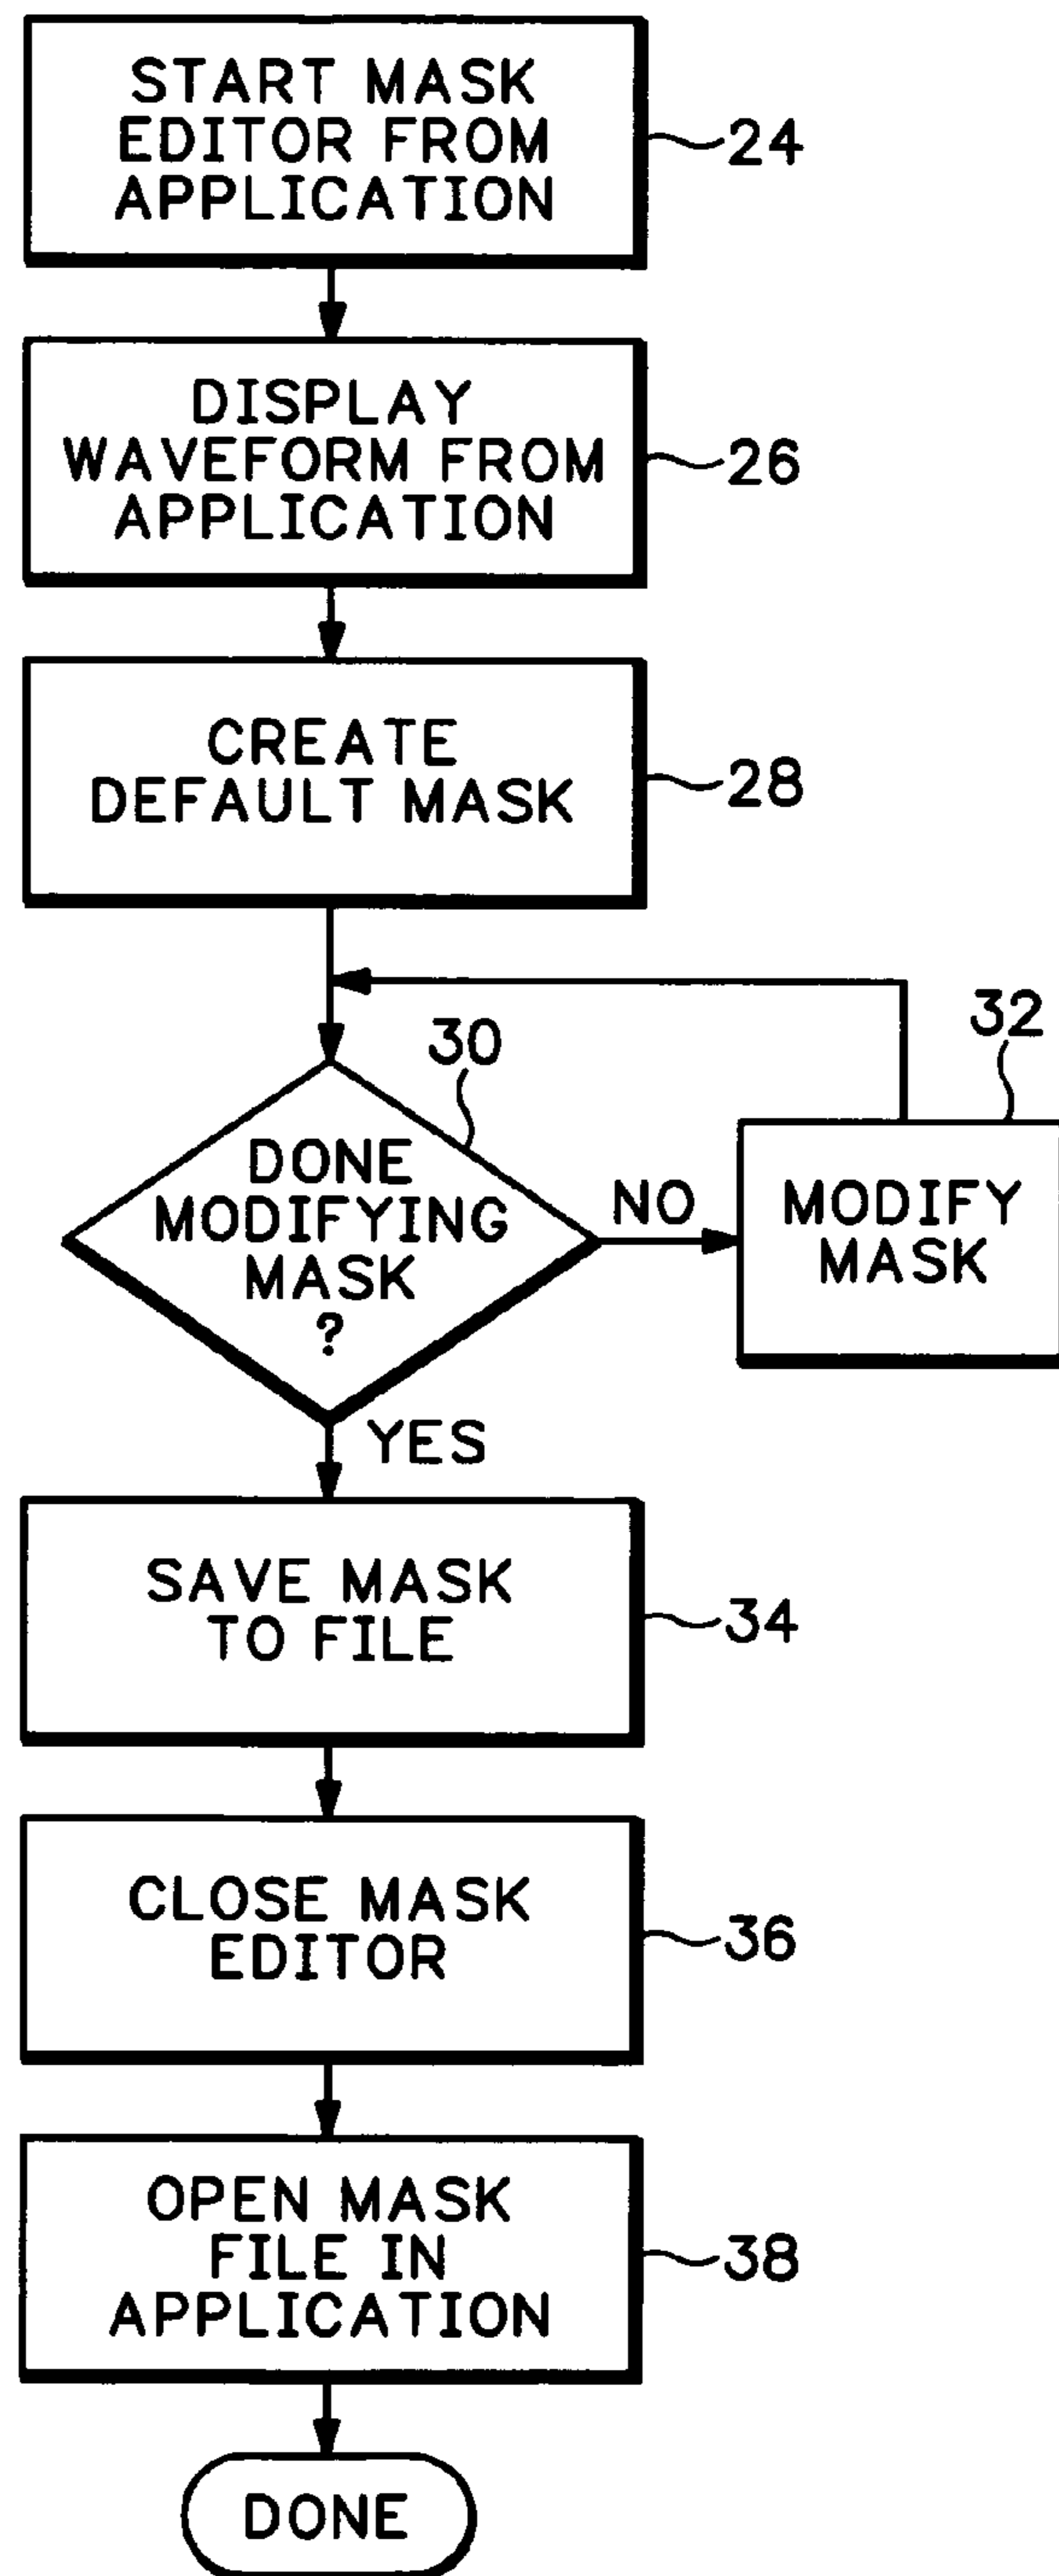 START MASK
EDITOR FROM
APPLICATION
24
DISPLAY
WAVEFORM FROM
APPLICATION
26
CREATE
DEFAULT MASK
28
30
32
DONE
MODIFYING
MASK
?
NO
MODIFY
MASK
YES
SAVE MASK
TO FILE
34
CLOSE MASK
EDITOR
36
OPEN MASK
FILE IN
APPLICATION
38
DONE